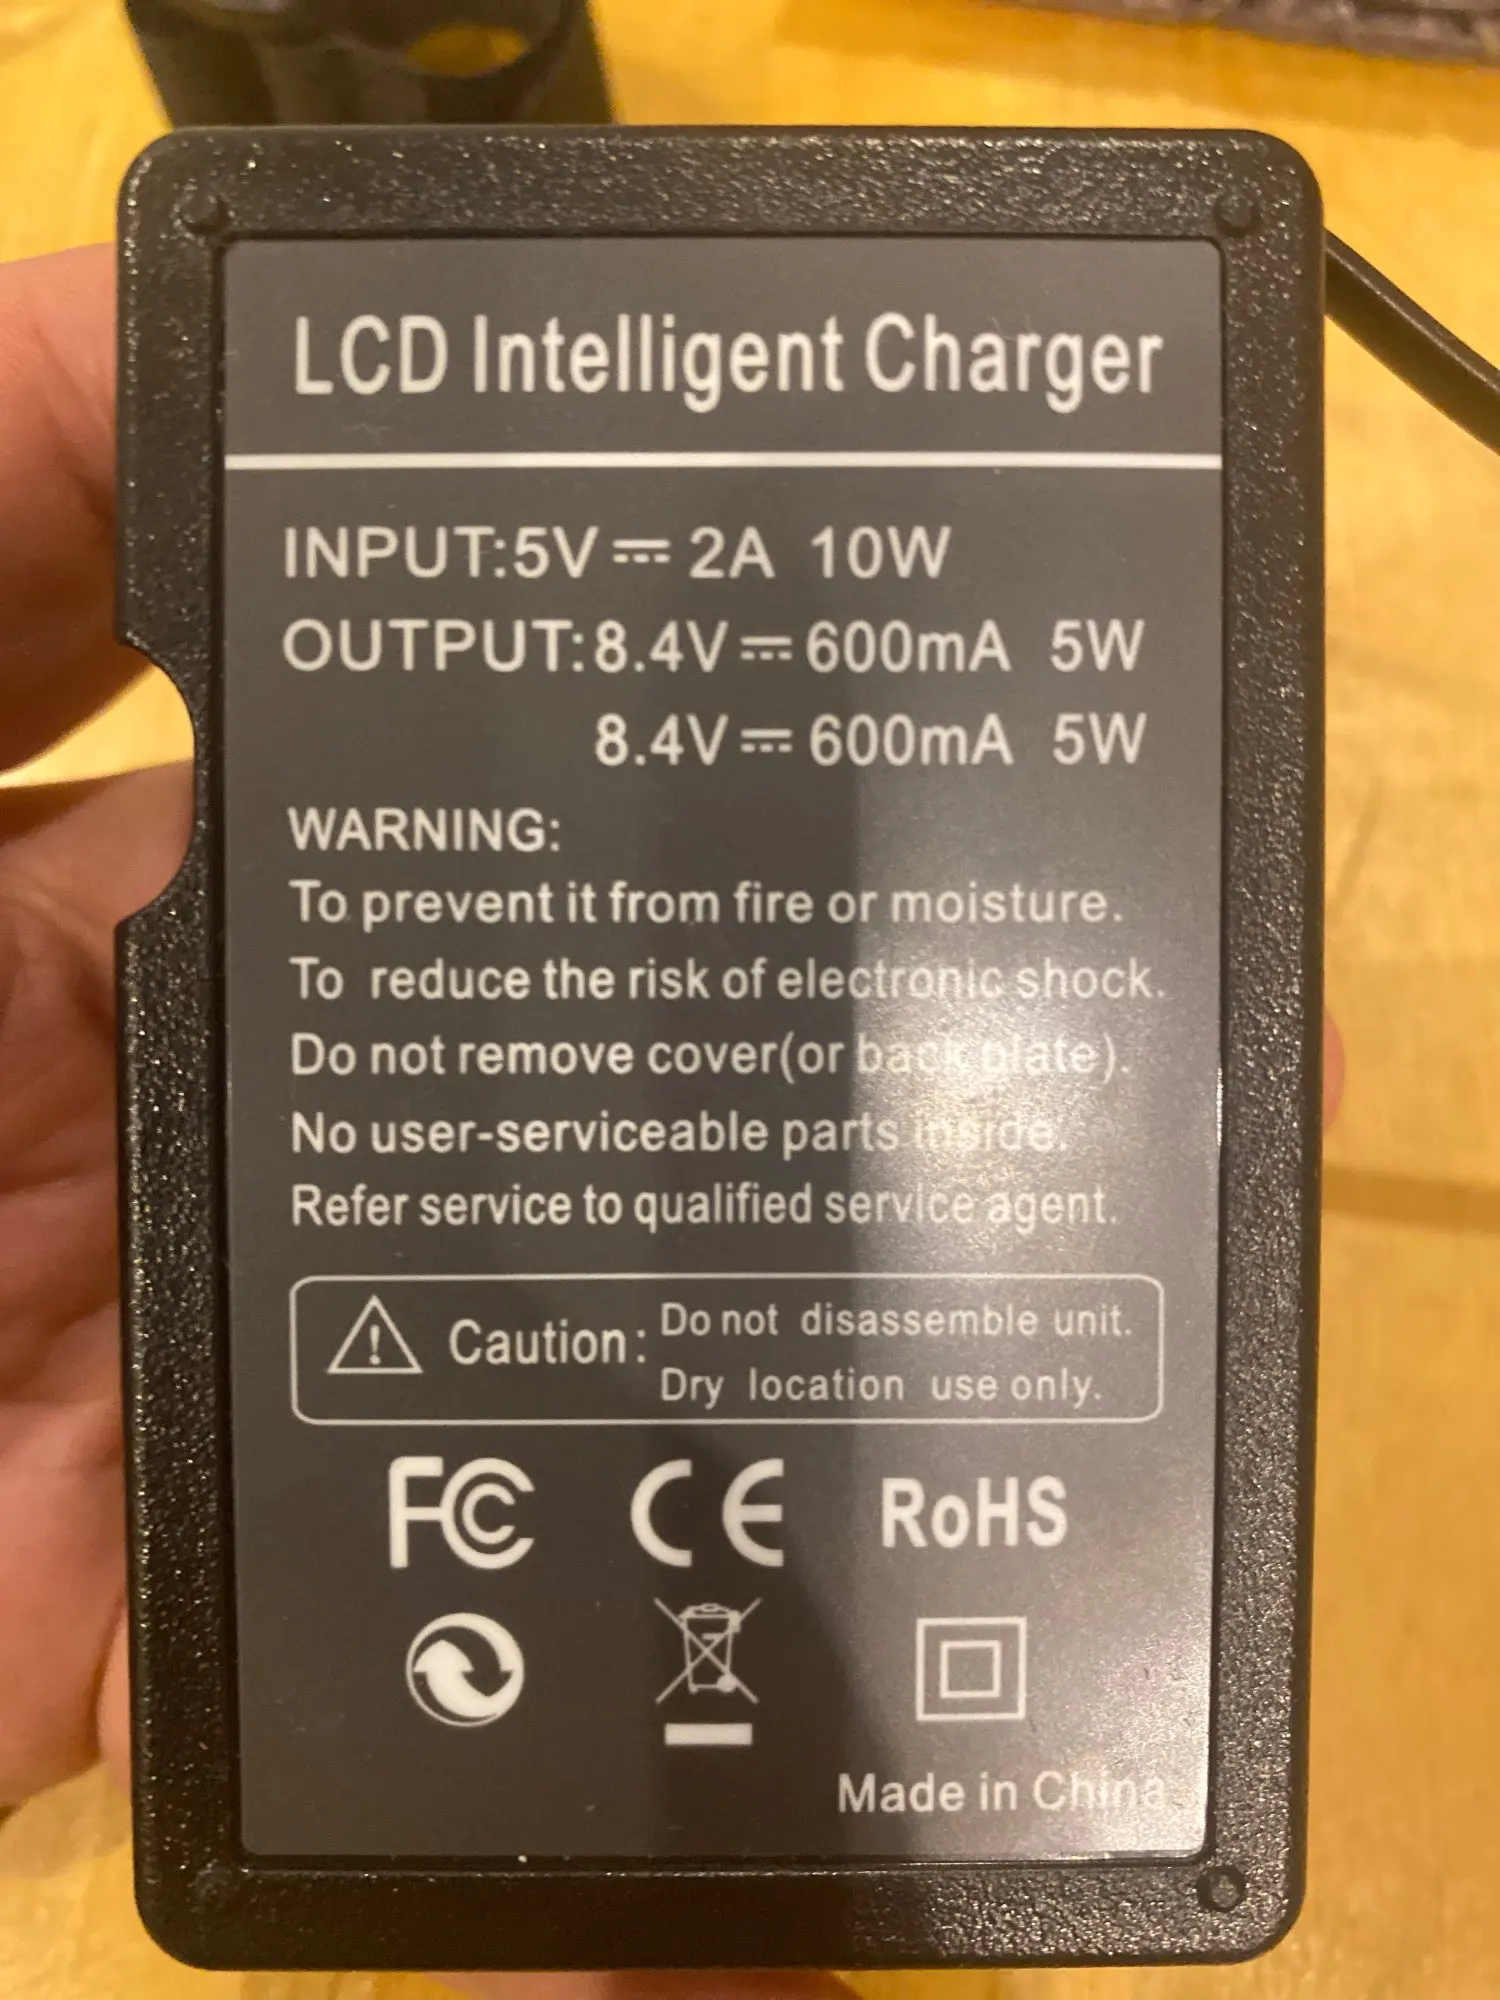 LCD Intelligent Charger
INPUT:5V ⎓ 2A 10W
OUTPUT:8.4V ⎓ 600mA 5W
8.4V ⎓ 600mA 5W
WARNING:
To prevent it from fire or moisture.
To reduce the risk of electronic shock.
Do not remove cover(or back plate).
No user-serviceable parts inside.
Refer service to qualified service agent.
Caution: Do not disassemble unit.
Dry location use only.
FC CE RoHS
Made in China